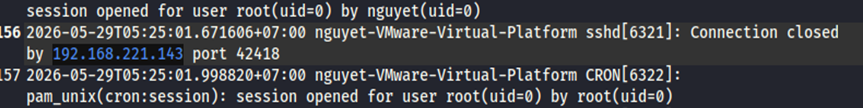 session opened for user root(uid=0) by nguyet(uid=0)
156 2026-05-29T05:25:01.671606+07:00 nguyet-VMware-Virtual-Platform sshd[6321]: Connection closed
by 192.168.221.143 port 42418
157 2026-05-29T05:25:01.998820+07:00 nguyet-VMware-Virtual-Platform CRON[6322]:
pam_unix(cron:session): session opened for user root(uid=0) by root(uid=0)